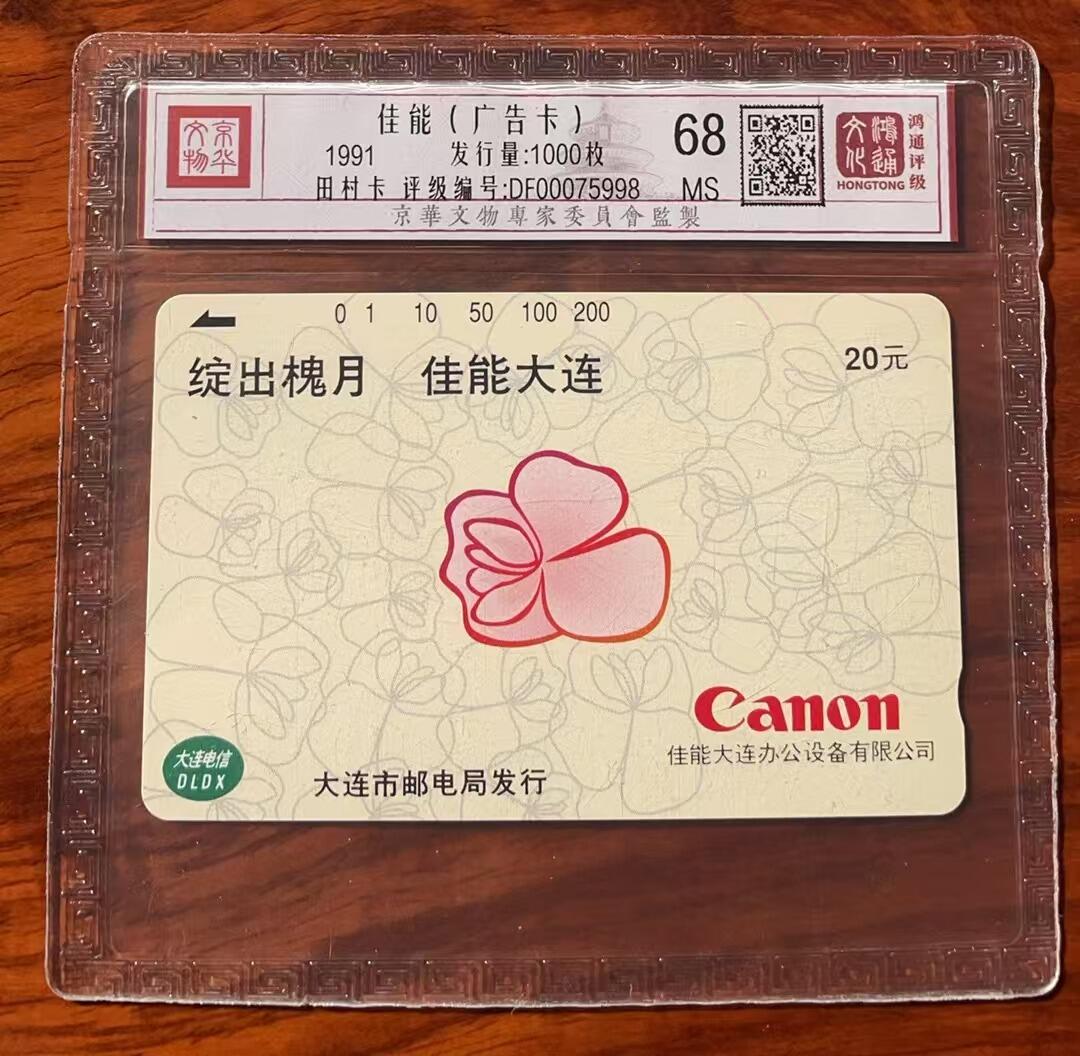 京华文物
佳能（广告卡）
1991 发行量:1000枚
田村卡 评级编号:DF00075998
68
MS
鸿通文化
HONGTONG
鸿通评级
京華文物專家委員會監製
0 1 10 50 100 200
绽出槐月 佳能大连
20元
Canon
佳能大连办公设备有限公司
大连电信
DLDX
大连市邮电局发行